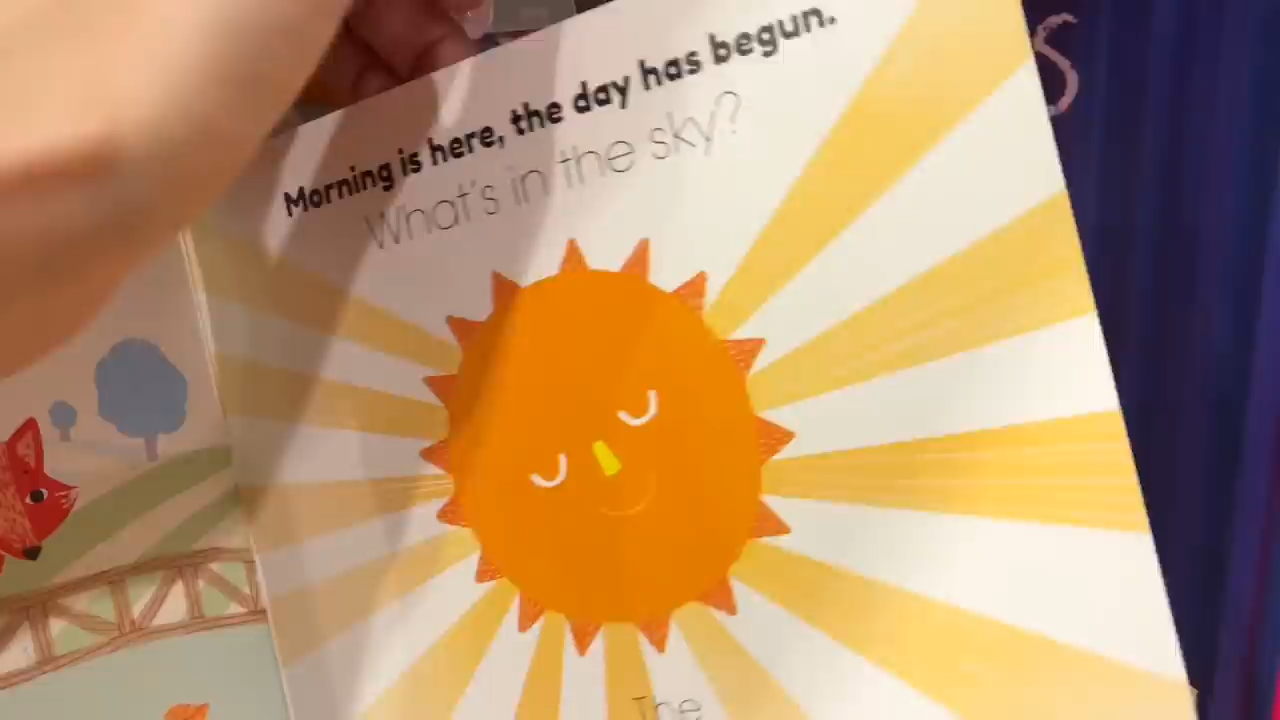 Morning is here, the day has begun.
What's in the sky?
The
S